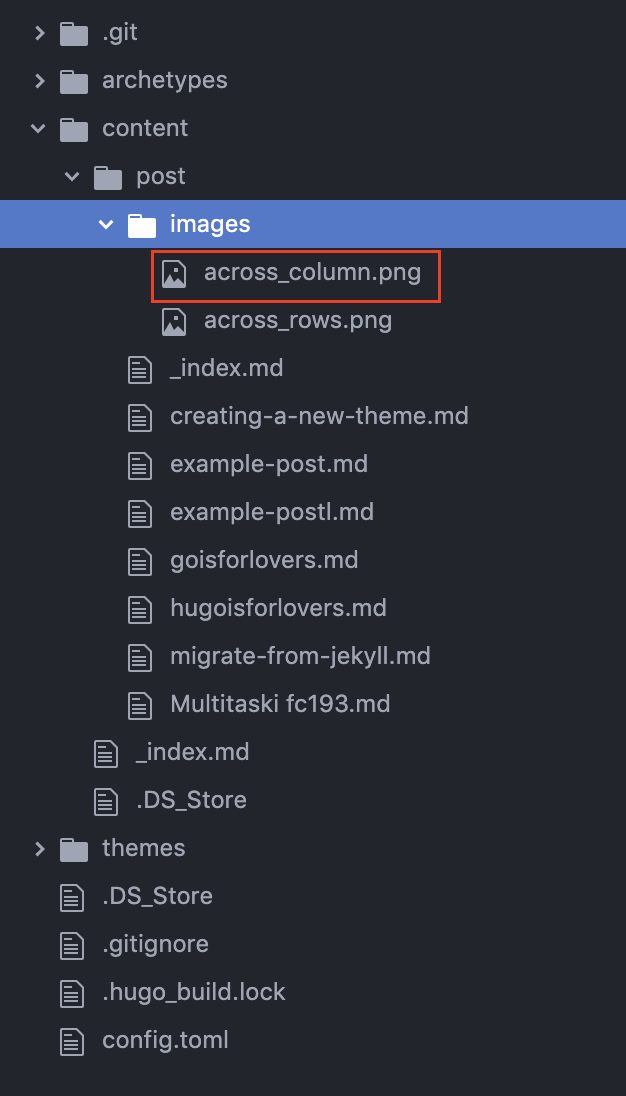 .git
archetypes
content
post
images
across_column.png
across_rows.png
_index.md
creating-a-new-theme.md
example-post.md
example-postl.md
goisforlovers.md
hugoisforlovers.md
migrate-from-jekyll.md
Multitaski fc193.md
_index.md
.DS_Store
themes
.DS_Store
.gitignore
.hugo_build.lock
config.toml